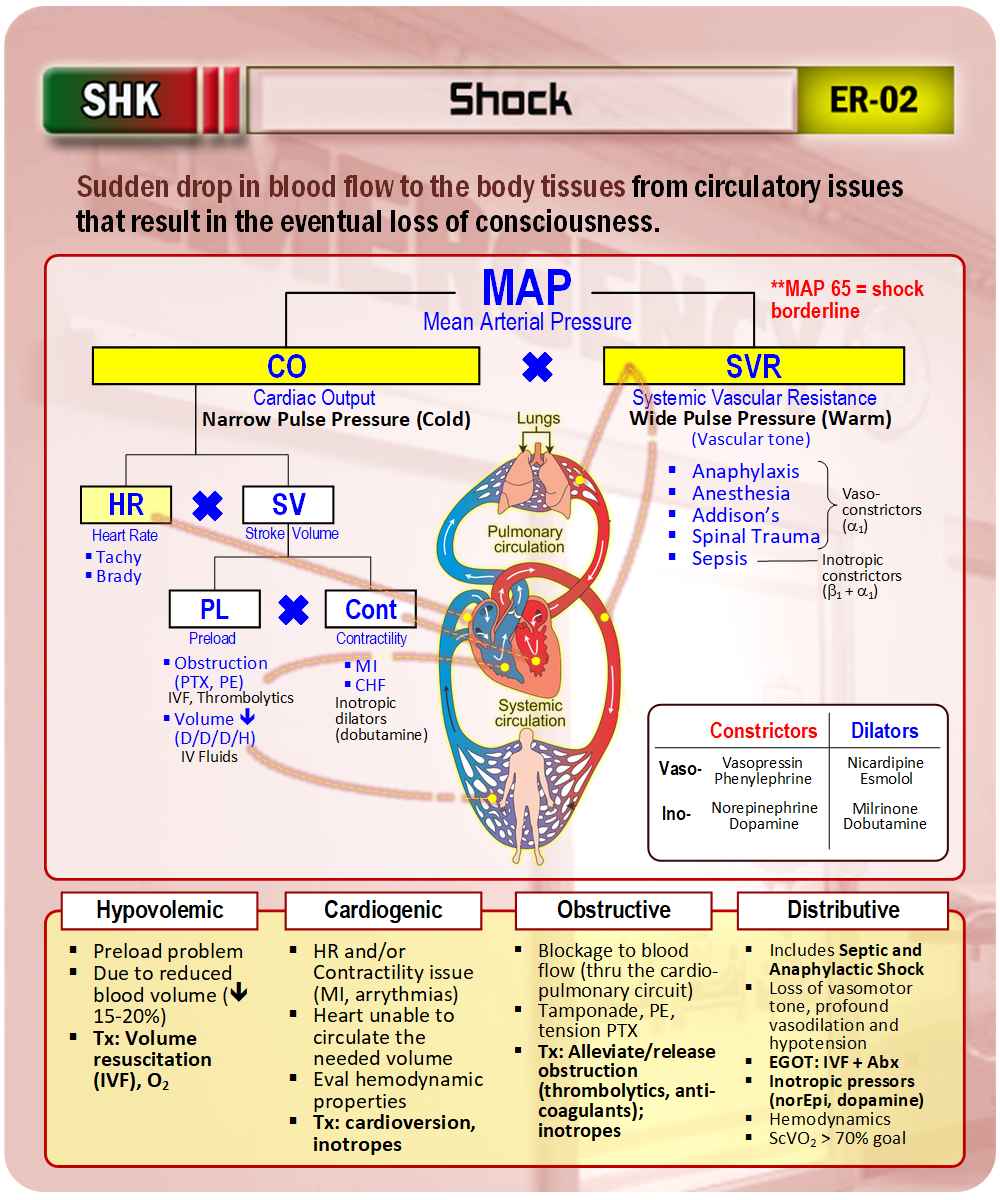 SHK
Shock
ER-02
Sudden drop in blood flow to the body tissues from circulatory issues
that result in the eventual loss of consciousness.
EMERGENCY
MAP
Mean Arterial Pressure
**MAP 65 = shock
borderline
CO
✖
SVR
Cardiac Output
Narrow Pulse Pressure (Cold)
Systemic Vascular Resistance
Wide Pulse Pressure (Warm)
(Vascular tone)
▪ Anaphylaxis
▪ Anesthesia
▪ Addison's
▪ Spinal Trauma
▪ Sepsis
Vaso-
constrictors
(α₁)
Inotropic
constrictors
(β₁ + α₁)
HR
✖
SV
Heart Rate
Stroke Volume
▪ Tachy
▪ Brady
PL
✖
Cont
Preload
Contractility
▪ Obstruction
(PTX, PE)
IVF, Thrombolytics
▪ Volume 🡫
(D/D/D/H)
IV Fluids
▪ MI
▪ CHF
Inotropic
dilators
(dobutamine)
Lungs
Pulmonary
circulation
Systemic
circulation
Constrictors
Dilators
Vaso-
Vasopressin
Phenylephrine
Nicardipine
Esmolol
Ino-
Norepinephrine
Dopamine
Milrinone
Dobutamine
Hypovolemic
▪ Preload problem
▪ Due to reduced
blood volume (🡫
15-20%)
▪ Tx: Volume
resuscitation
(IVF), O₂
Cardiogenic
▪ HR and/or
Contractility issue
(MI, arrythmias)
▪ Heart unable to
circulate the
needed volume
▪ Eval hemodynamic
properties
▪ Tx: cardioversion,
inotropes
Obstructive
▪ Blockage to blood
flow (thru the cardio-
pulmonary circuit)
▪ Tamponade, PE,
tension PTX
▪ Tx: Alleviate/release
obstruction
(thrombolytics, anti-
coagulants);
inotropes
Distributive
▪ Includes Septic and
Anaphylactic Shock
▪ Loss of vasomotor
tone, profound
vasodilation and
hypotension
▪ EGOT: IVF + Abx
▪ Inotropic pressors
(norEpi, dopamine)
▪ Hemodynamics
▪ ScVO₂ > 70% goal